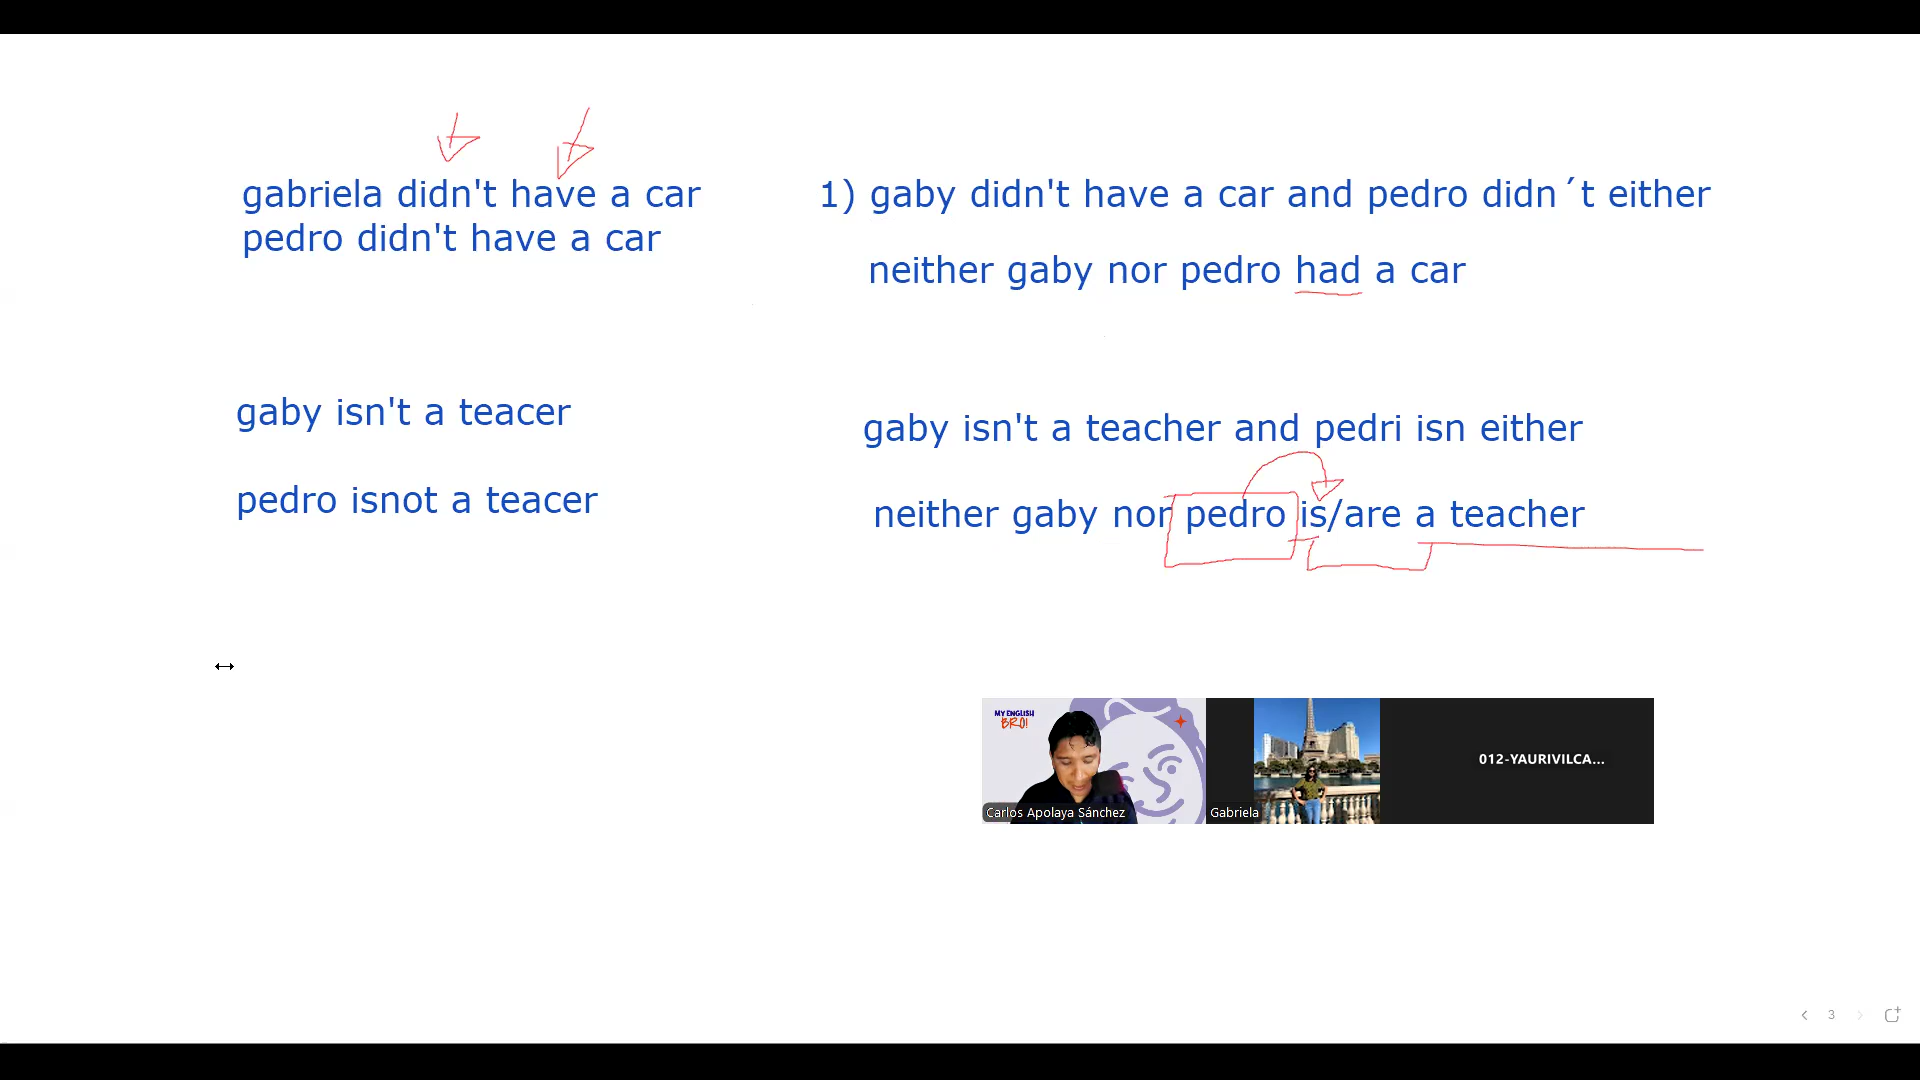 gabriela didn't have a car
pedro didn't have a car
1) gaby didn't have a car and pedro didn´t either
neither gaby nor pedro had a car
gaby isn't a teacer
pedro isnot a teacer
gaby isn't a teacher and pedri isn either
neither gaby nor pedro is/are a teacher
MY ENGLISH
BRO!
Carlos Apolaya Sánchez
Gabriela
012-YAURIVILCA...
3